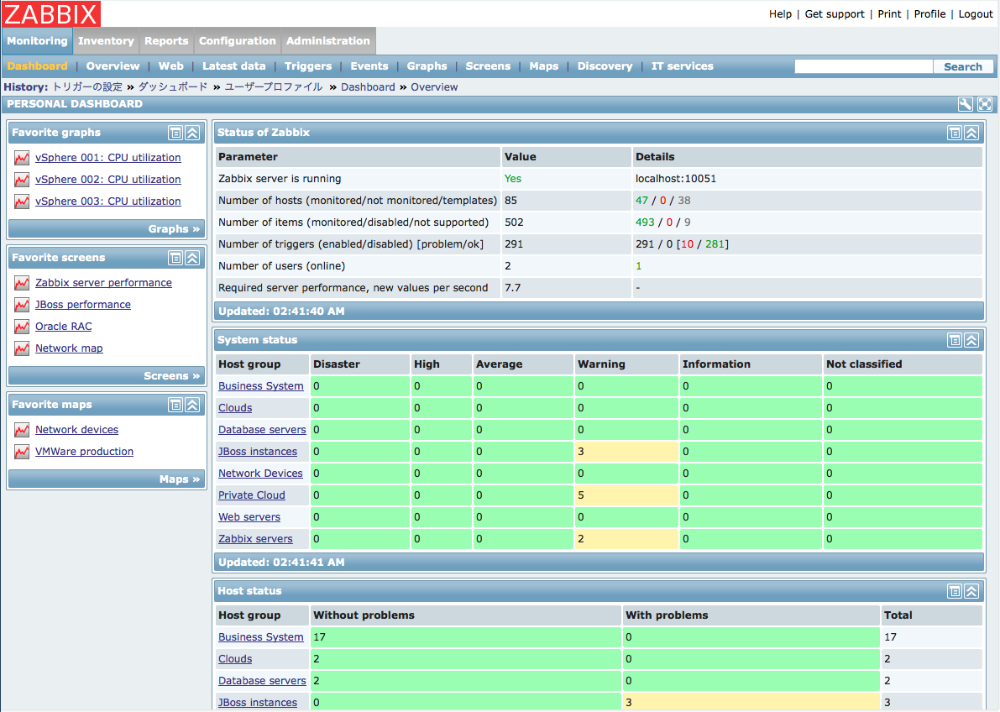 ZABBIX
Help | Get support | Print | Profile | Logout
Monitoring Inventory Reports Configuration Administration
Dashboard | Overview | Web | Latest data | Triggers | Events | Graphs | Screens | Maps | Discovery | IT services Search
History: トリガーの設定 » ダッシュボード » ユーザープロファイル » Dashboard » Overview
PERSONAL DASHBOARD
Favorite graphs
vSphere 001: CPU utilization
vSphere 002: CPU utilization
vSphere 003: CPU utilization
Graphs »
Favorite screens
Zabbix server performance
JBoss performance
Oracle RAC
Network map
Screens »
Favorite maps
Network devices
VMWare production
Maps »
Status of Zabbix
Parameter Value Details
Zabbix server is running Yes localhost:10051
Number of hosts (monitored/not monitored/templates) 85 47 / 0 / 38
Number of items (monitored/disabled/not supported) 502 493 / 0 / 9
Number of triggers (enabled/disabled) [problem/ok] 291 291 / 0 [10 / 281]
Number of users (online) 2 1
Required server performance, new values per second 7.7 -
Updated: 02:41:40 AM
System status
Host group Disaster High Average Warning Information Not classified
Business System 0 0 0 0 0 0
Clouds 0 0 0 0 0 0
Database servers 0 0 0 0 0 0
JBoss instances 0 0 0 3 0 0
Network Devices 0 0 0 0 0 0
Private Cloud 0 0 0 5 0 0
Web servers 0 0 0 0 0 0
Zabbix servers 0 0 0 2 0 0
Updated: 02:41:41 AM
Host status
Host group Without problems With problems Total
Business System 17 0 17
Clouds 2 0 2
Database servers 2 0 2
JBoss instances 0 3 3